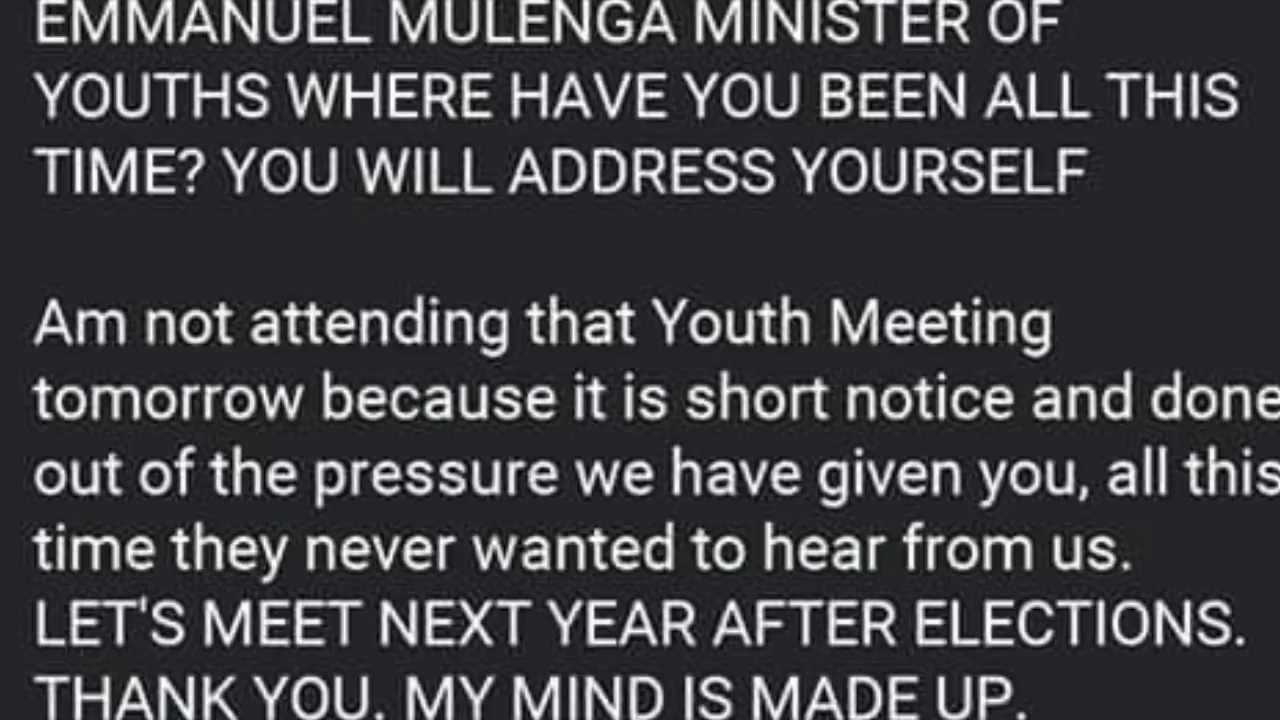 EMMANUEL MULENGA MINISTER OF
YOUTHS WHERE HAVE YOU BEEN ALL THIS
TIME? YOU WILL ADDRESS YOURSELF
Am not attending that Youth Meeting
tomorrow because it is short notice and done
out of the pressure we have given you, all this
time they never wanted to hear from us.
LET'S MEET NEXT YEAR AFTER ELECTIONS.
THANK YOU. MY MIND IS MADE UP.